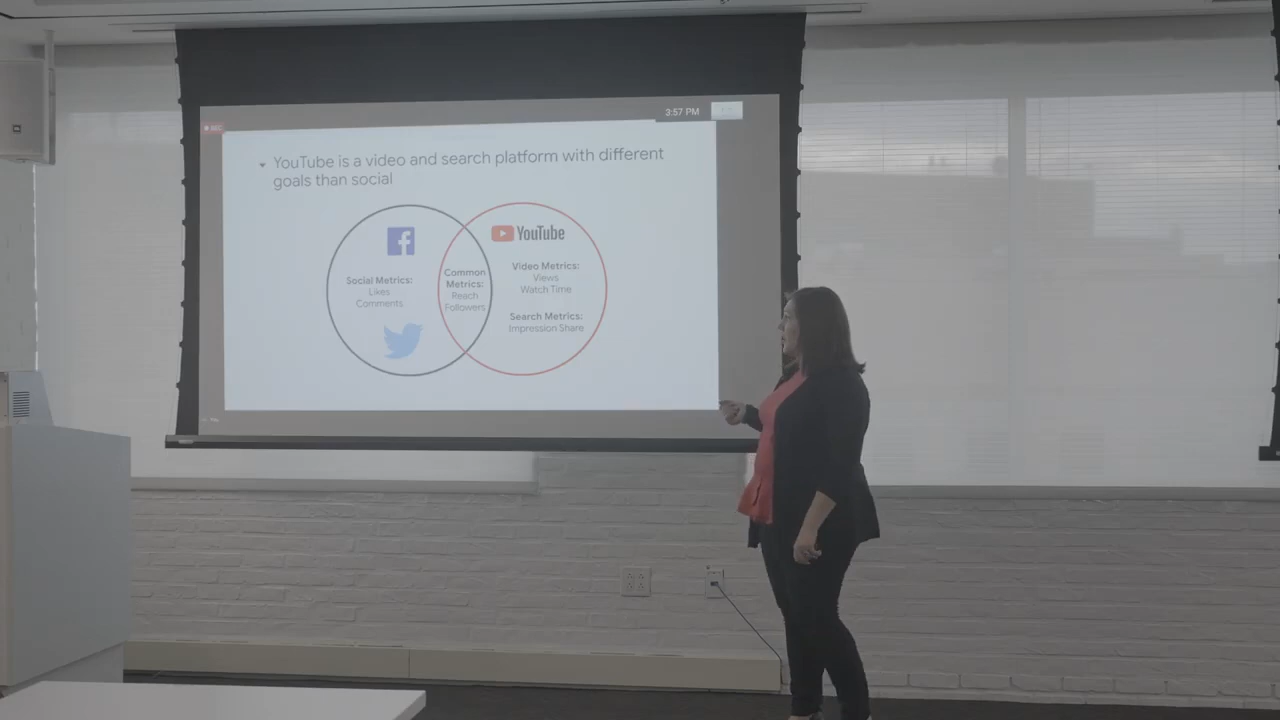 3:57 PM
REC
YouTube is a video and search platform with different
goals than social
YouTube
Social Metrics:
Likes
Comments
Common
Metrics:
Reach
Followers
Video Metrics:
Views
Watch Time
Search Metrics:
Impression Share